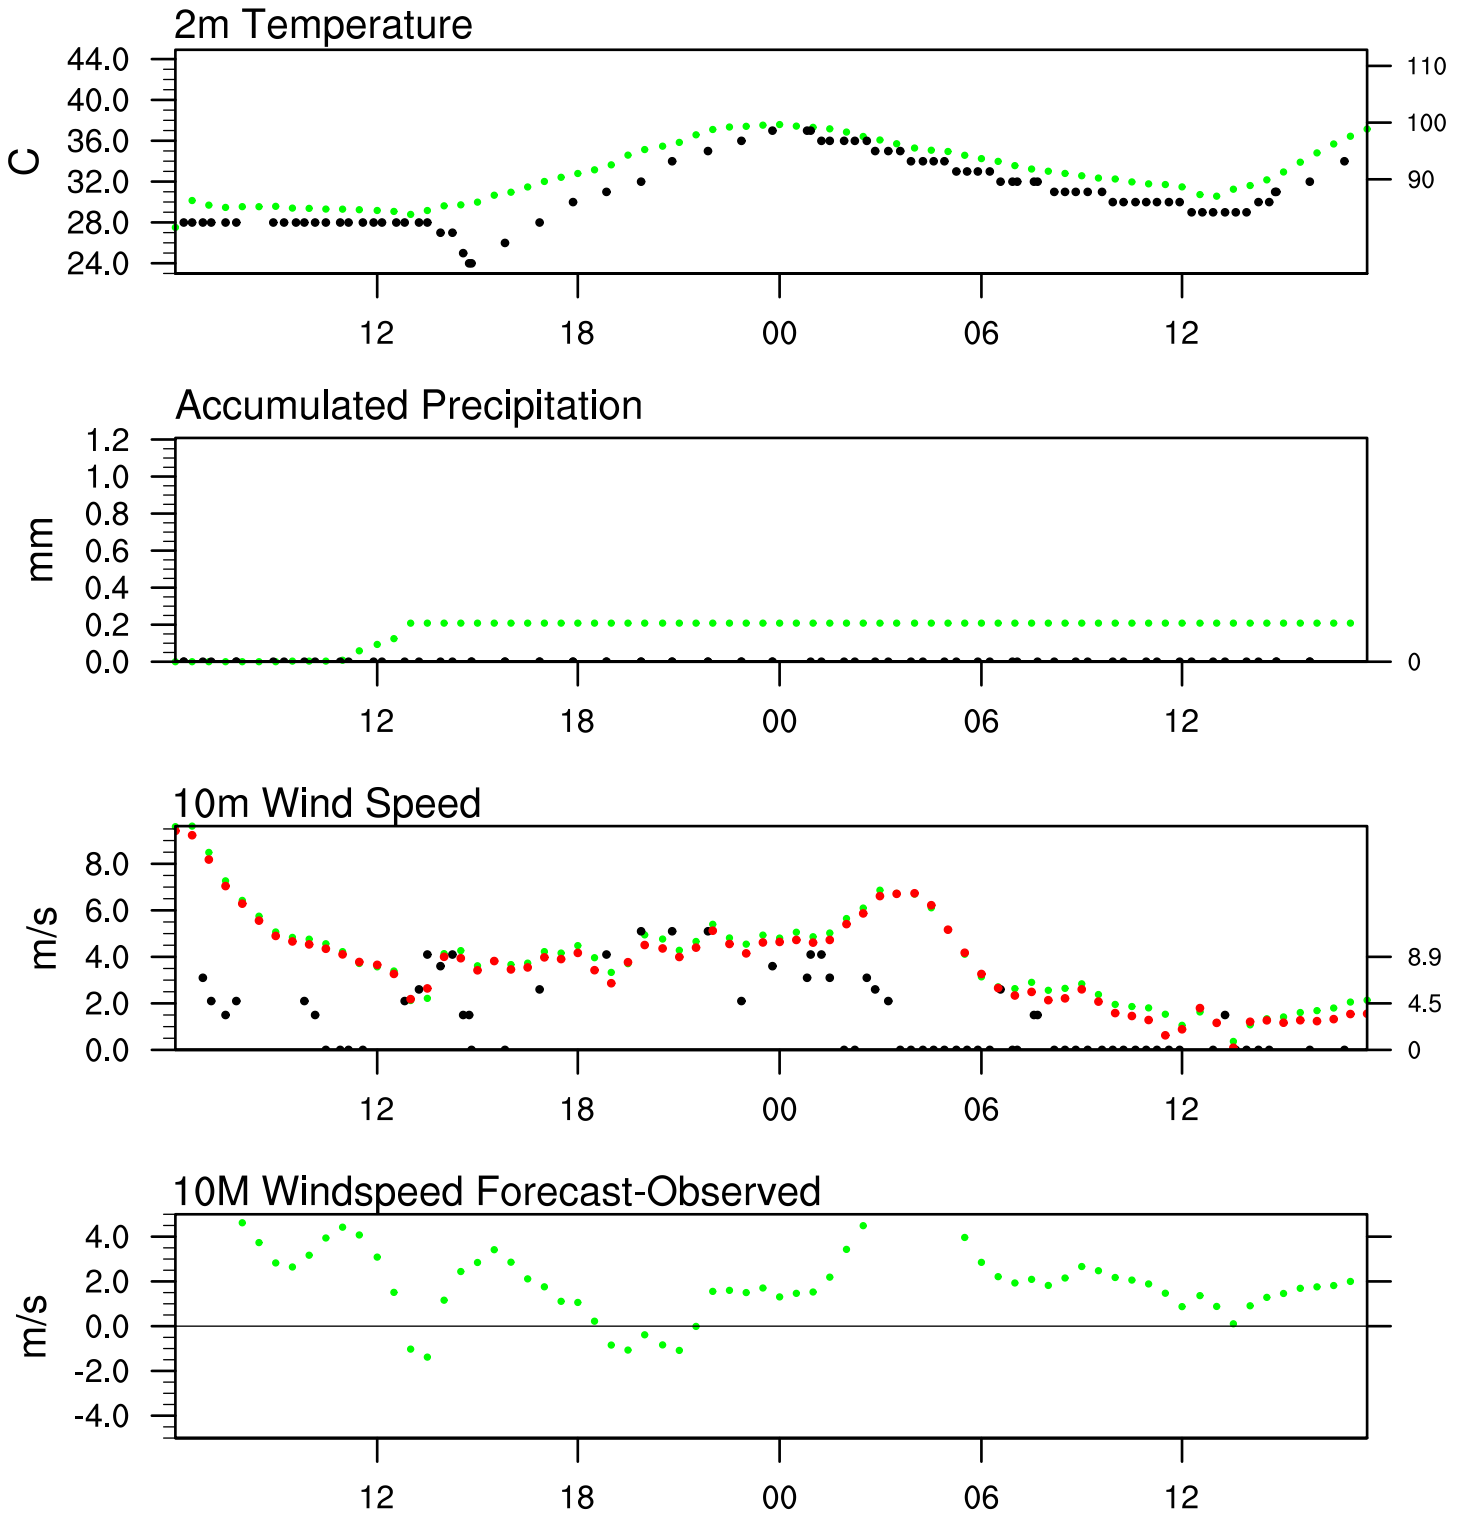 2m Temperature
44.0
40.0
36.0
32.0
28.0
24.0
C
110
100
90
12 18 00 06 12
Accumulated Precipitation
1.2
1.0
0.8
0.6
0.4
0.2
0.0
mm
0
12 18 00 06 12
10m Wind Speed
8.0
6.0
4.0
2.0
0.0
m/s
8.9
4.5
0
12 18 00 06 12
10M Windspeed Forecast-Observed
4.0
2.0
0.0
-2.0
-4.0
m/s
12 18 00 06 12